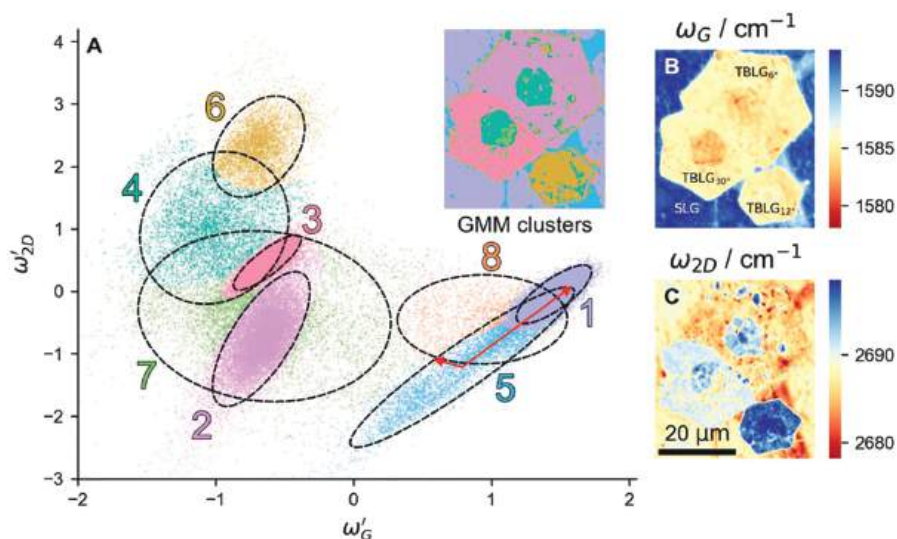 A
6
4
3
8
1
7
5
2
GMM clusters
4
3
2
1
0
−1
−2
−3
ω′2D
−2
−1
0
1
2
ω′G
ωG / cm⁻¹
B
TBLG6°
TBLG30°
SLG
TBLG12°
1590
1585
1580
ω2D / cm⁻¹
C
20 µm
2690
2680